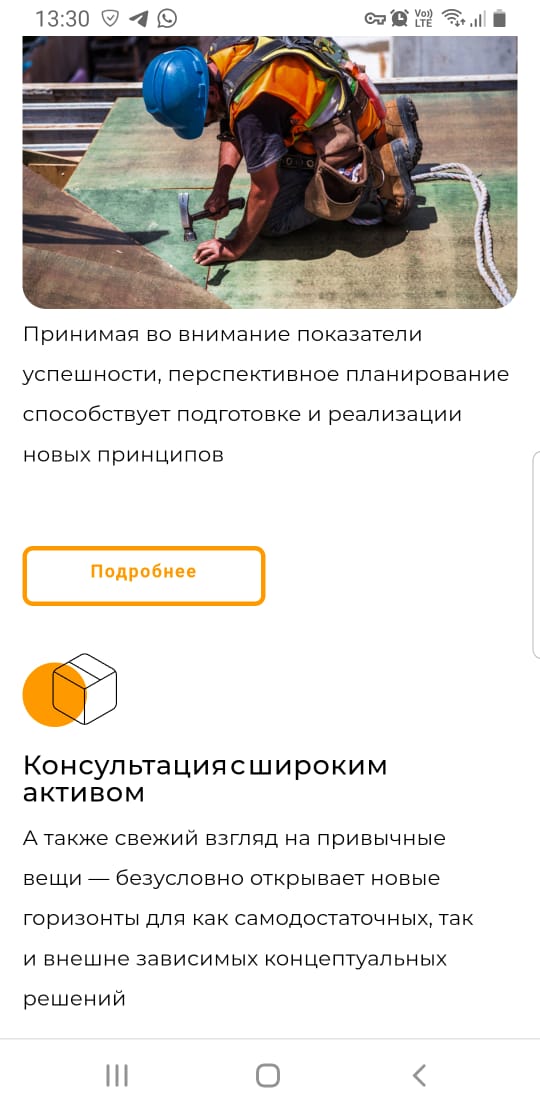 13:30
Vo)) LTE
Принимая во внимание показатели
успешности, перспективное планирование
способствует подготовке и реализации
новых принципов
Подробнее
Консультация с широким
активом
А также свежий взгляд на привычные
вещи — безусловно открывает новые
горизонты для как самодостаточных, так
и внешне зависимых концептуальных
решений